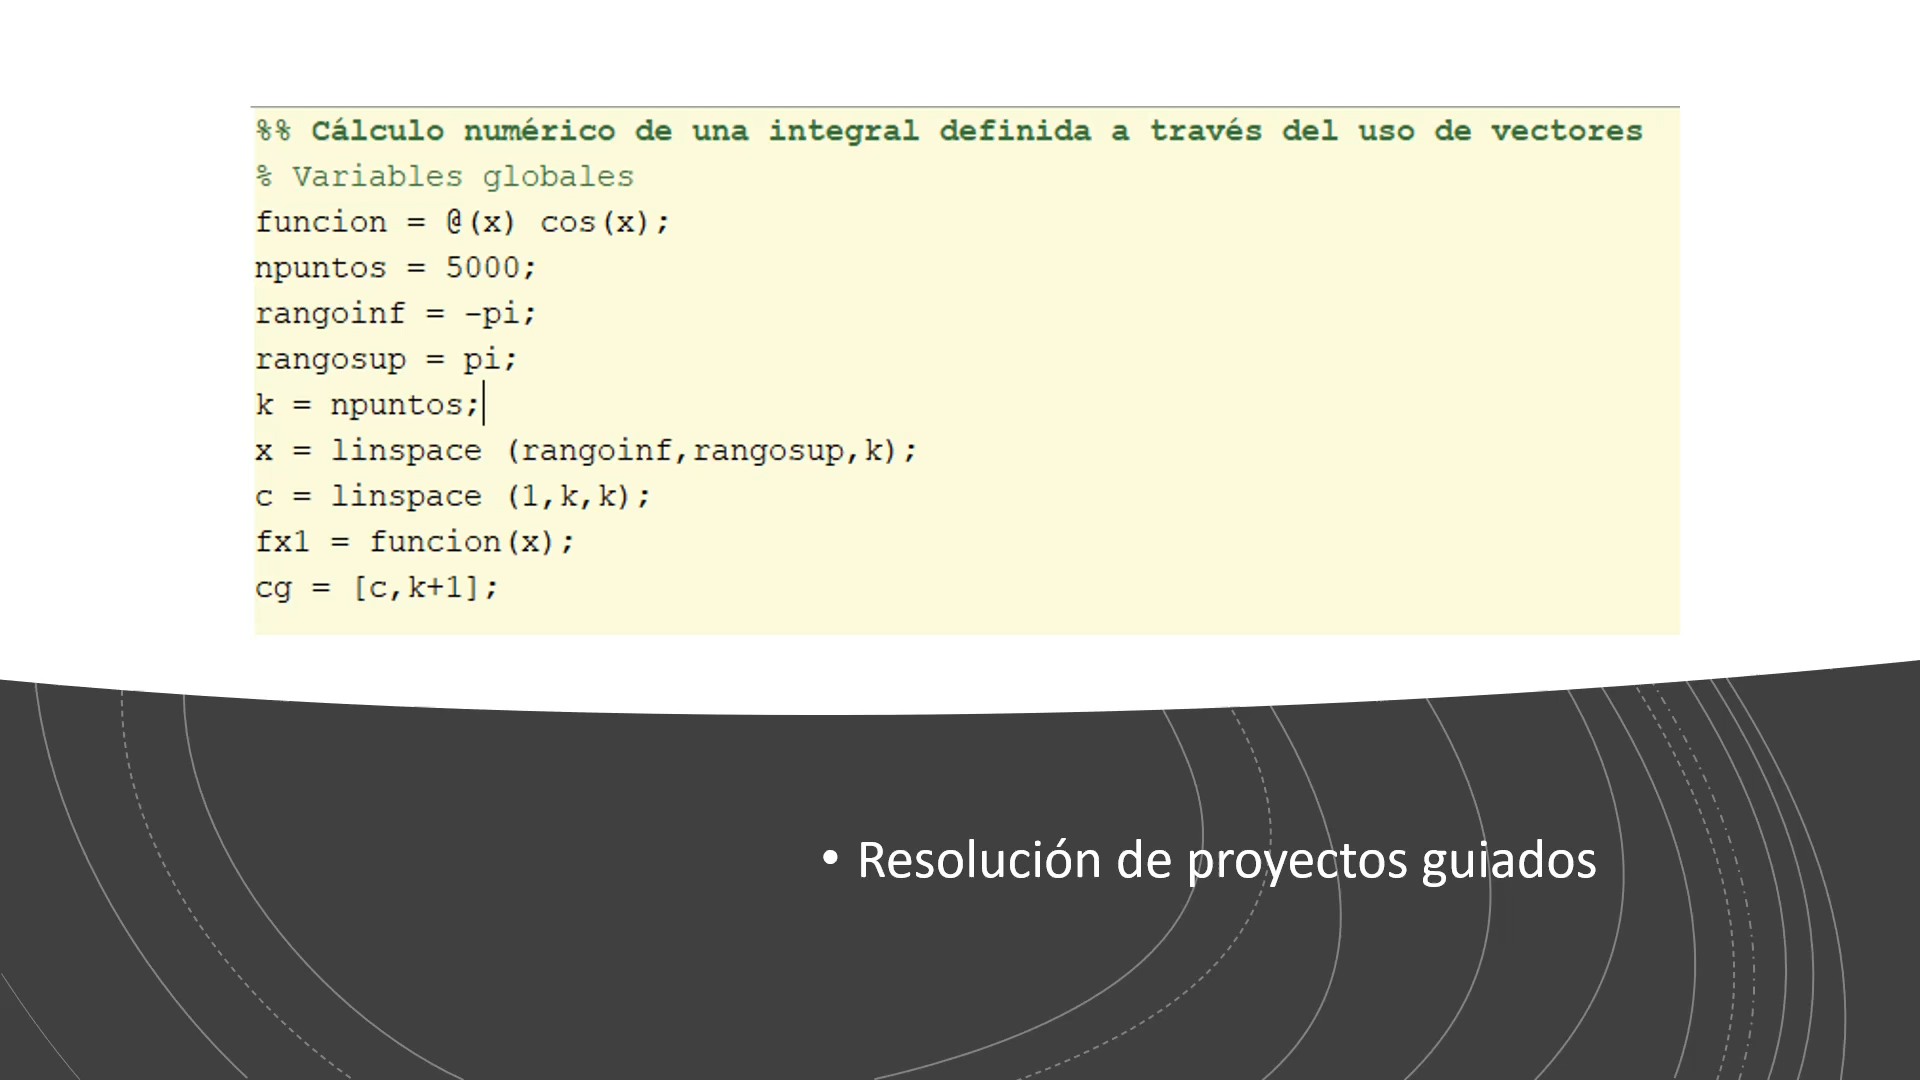 %% Cálculo numérico de una integral definida a través del uso de vectores
% Variables globales
funcion = @(x) cos(x);
npuntos = 5000;
rangoinf = -pi;
rangosup = pi;
k = npuntos;
x = linspace (rangoinf,rangosup,k);
c = linspace (1,k,k);
fx1 = funcion(x);
cg = [c,k+1];
• Resolución de proyectos guiados